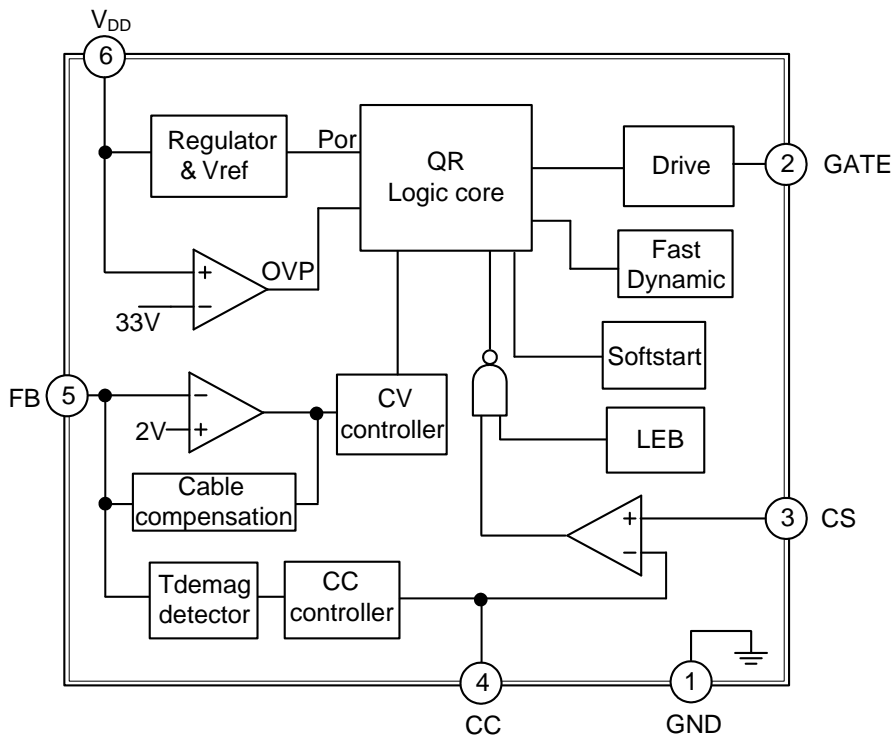 VDD
6
Regulator
& Vref
Por
QR
Logic core
Drive
2
GATE
Fast
Dynamic
+
−
OVP
33V
Softstart
FB
5
−
+
2V
CV
controller
LEB
Cable
compensation
+
−
3
CS
Tdemag
detector
CC
controller
4
CC
1
GND